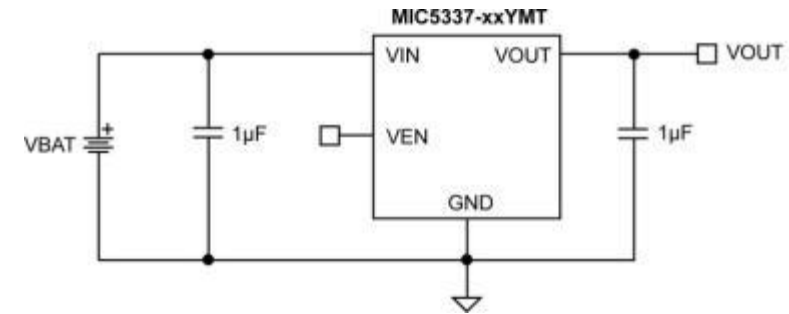 MIC5337-xxYMT
VIN
VOUT
VOUT
+
VBAT
1µF
VEN
1µF
GND